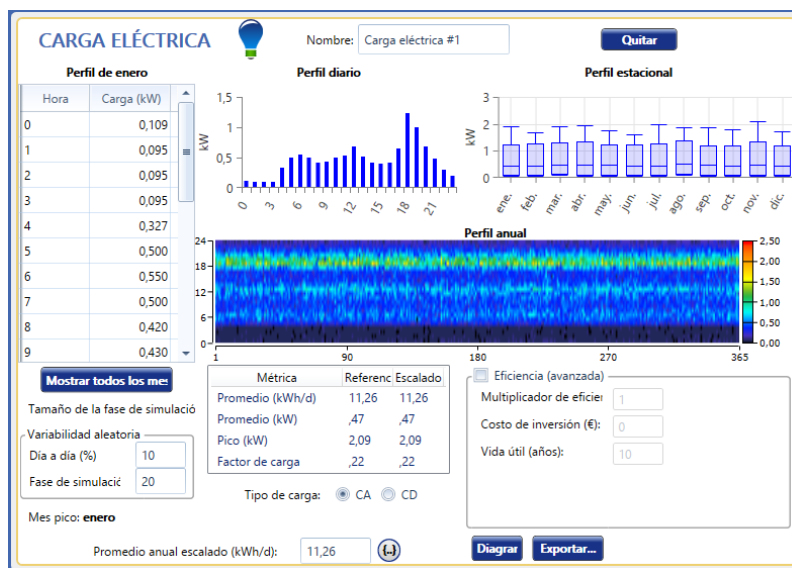 CARGA ELÉCTRICA
Nombre: Carga eléctrica #1
Quitar
Perfil de enero
Hora Carga (kW)
0 0,109
1 0,095
2 0,095
3 0,095
4 0,327
5 0,500
6 0,550
7 0,500
8 0,420
9 0,430
Mostrar todos los mes
Perfil diario
kW
1,5
1
0,5
0
0 3 6 9 12 15 18 21
Perfil estacional
kW
3
2
1
0
ene. feb. mar. abr. may. jun. jul. ago. sep. oct. nov. dic.
Perfil anual
24
18
12
6
0
1 90 180 270 365
2,50
2,00
1,50
1,00
0,50
0,00
Tamaño de la fase de simulació
Variabilidad aleatoria
Día a día (%) 10
Fase de simulació 20
Mes pico: enero
Métrica Referenc Escalado
Promedio (kWh/d) 11,26 11,26
Promedio (kW) ,47 ,47
Pico (kW) 2,09 2,09
Factor de carga ,22 ,22
Tipo de carga: CA CD
Eficiencia (avanzada)
Multiplicador de eficier 1
Costo de inversión (€): 0
Vida útil (años): 10
Promedio anual escalado (kWh/d): 11,26 {..}
Diagrar Exportar...